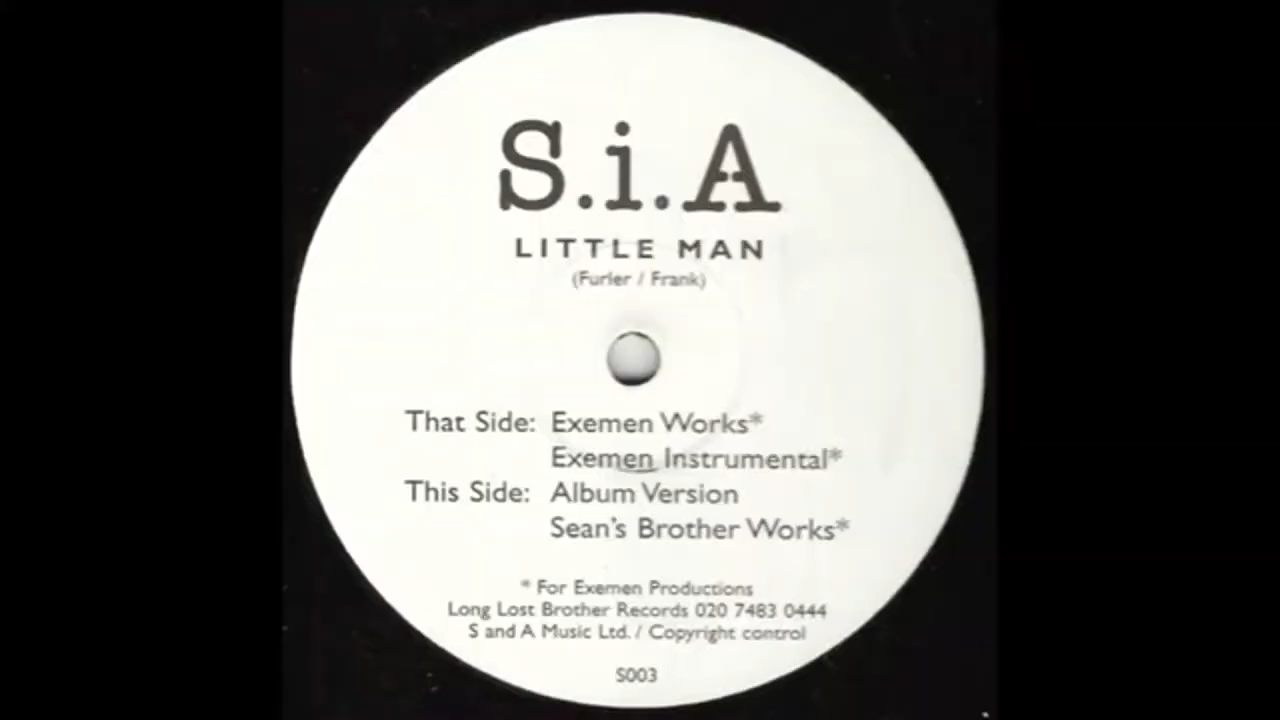 S.i.A
LITTLE MAN
(Furler / Frank)
That Side: Exemen Works*
Exemen Instrumental*
This Side: Album Version
Sean's Brother Works*
* For Exemen Productions
Long Lost Brother Records 020 7483 0444
S and A Music Ltd. / Copyright control
S003